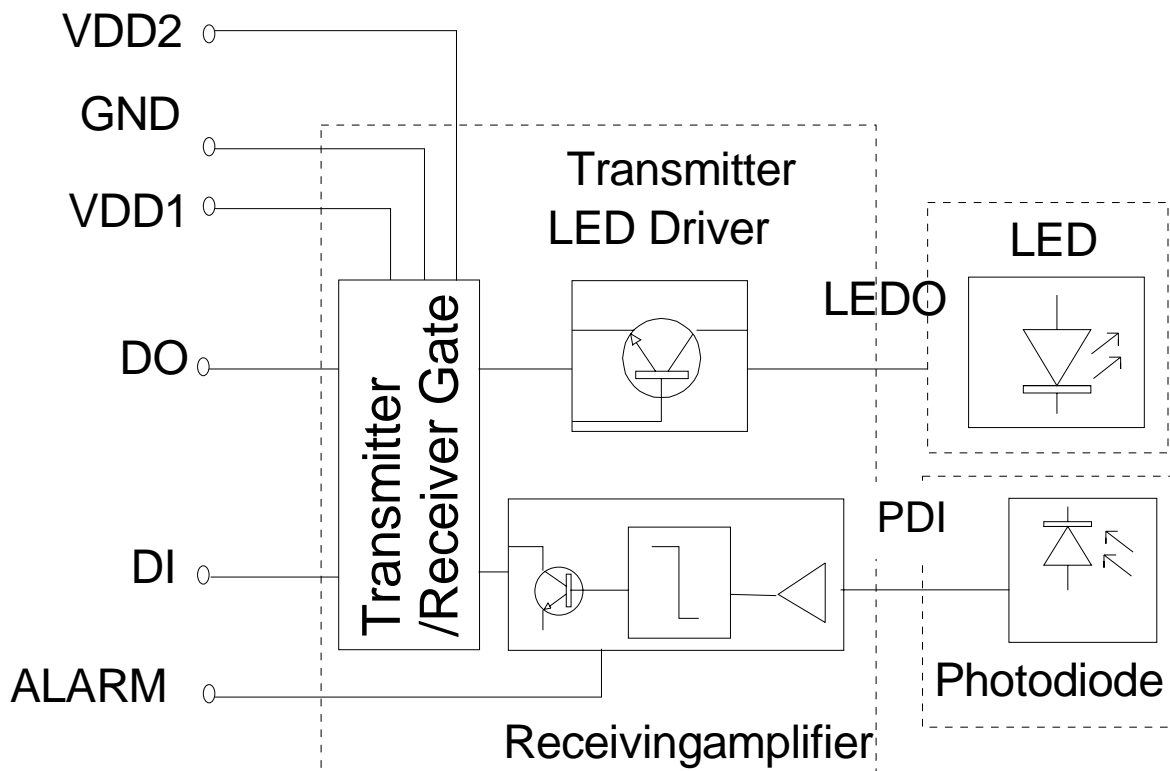 VDD2
GND
VDD1
Transmitter
LED Driver
LED
LEDO
DO
Transmitter
/Receiver Gate
PDI
DI
ALARM
Photodiode
Receivingamplifier